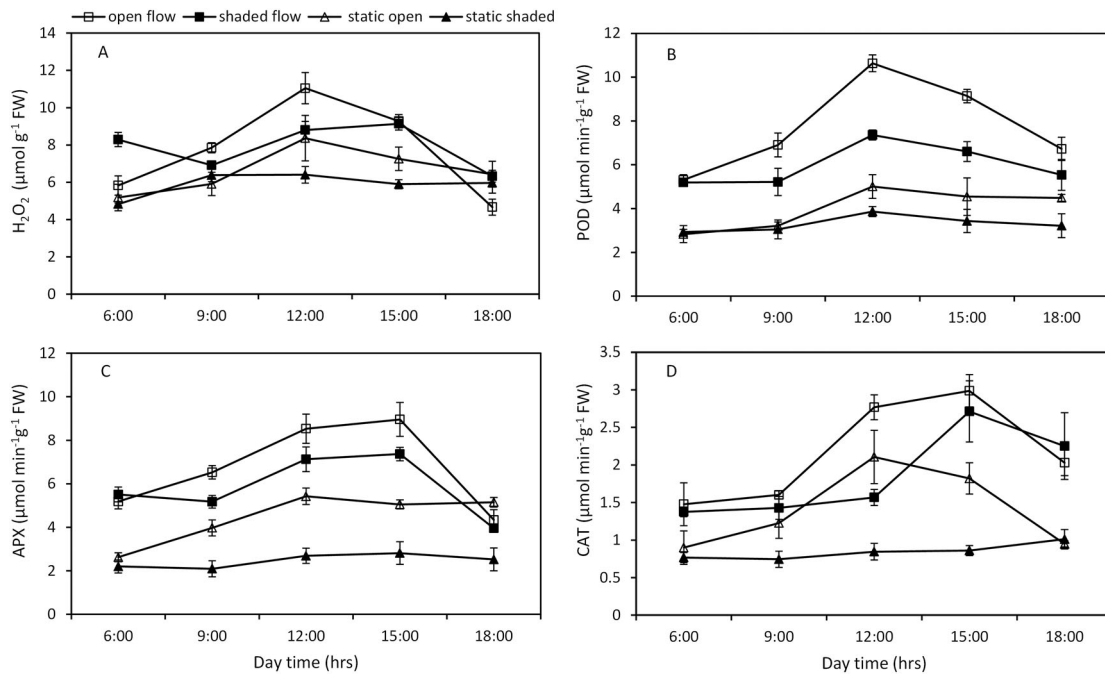 open flow shaded flow static open static shaded
A
H₂O₂ (µmol g⁻¹ FW)
14
12
10
8
6
4
2
0
6:00 9:00 12:00 15:00 18:00
B
POD (µmol min⁻¹g⁻¹ FW)
12
10
8
6
4
2
0
6:00 9:00 12:00 15:00 18:00
C
APX (µmol min⁻¹g⁻¹ FW)
12
10
8
6
4
2
0
6:00 9:00 12:00 15:00 18:00
Day time (hrs)
D
CAT (µmol min⁻¹g⁻¹ FW)
3.5
3
2.5
2
1.5
1
0.5
0
6:00 9:00 12:00 15:00 18:00
Day time (hrs)